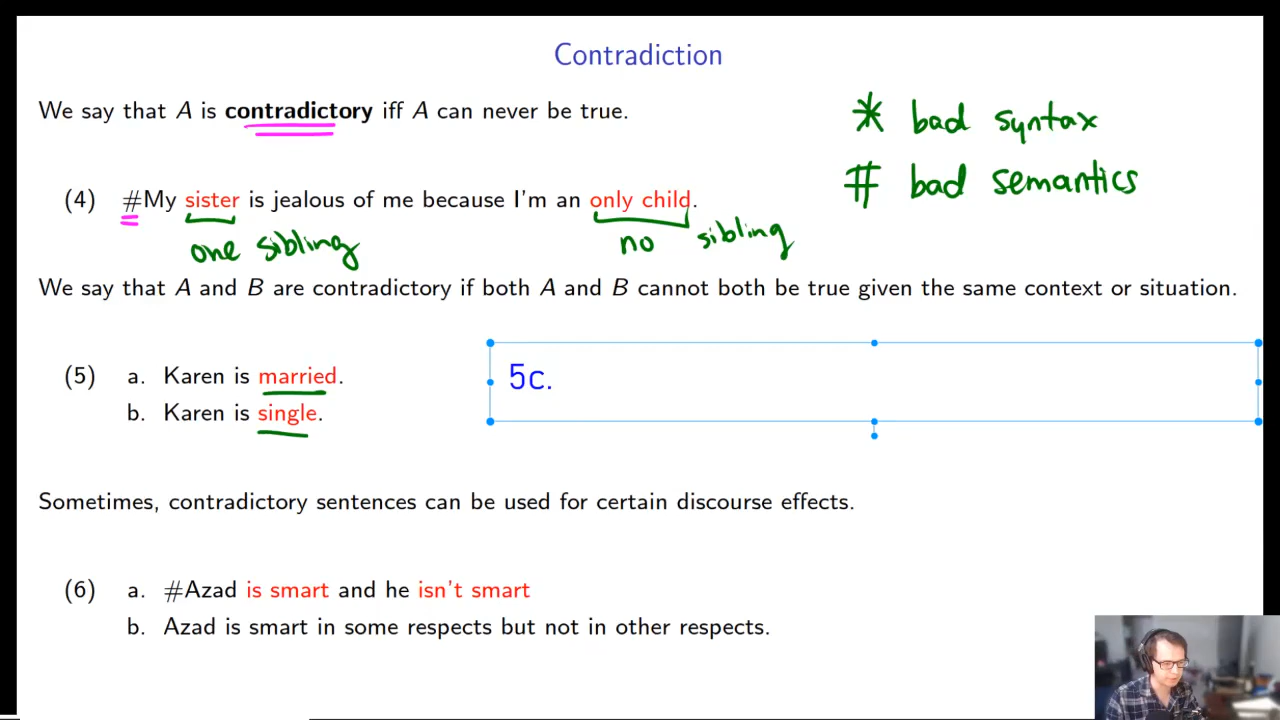 Contradiction
We say that A is contradictory iff A can never be true.
* bad syntax
# bad semantics
(4) #My sister is jealous of me because I'm an only child.
one sibling no sibling
We say that A and B are contradictory if both A and B cannot both be true given the same context or situation.
(5) a. Karen is married.
b. Karen is single.
5c.
Sometimes, contradictory sentences can be used for certain discourse effects.
(6) a. #Azad is smart and he isn't smart
b. Azad is smart in some respects but not in other respects.